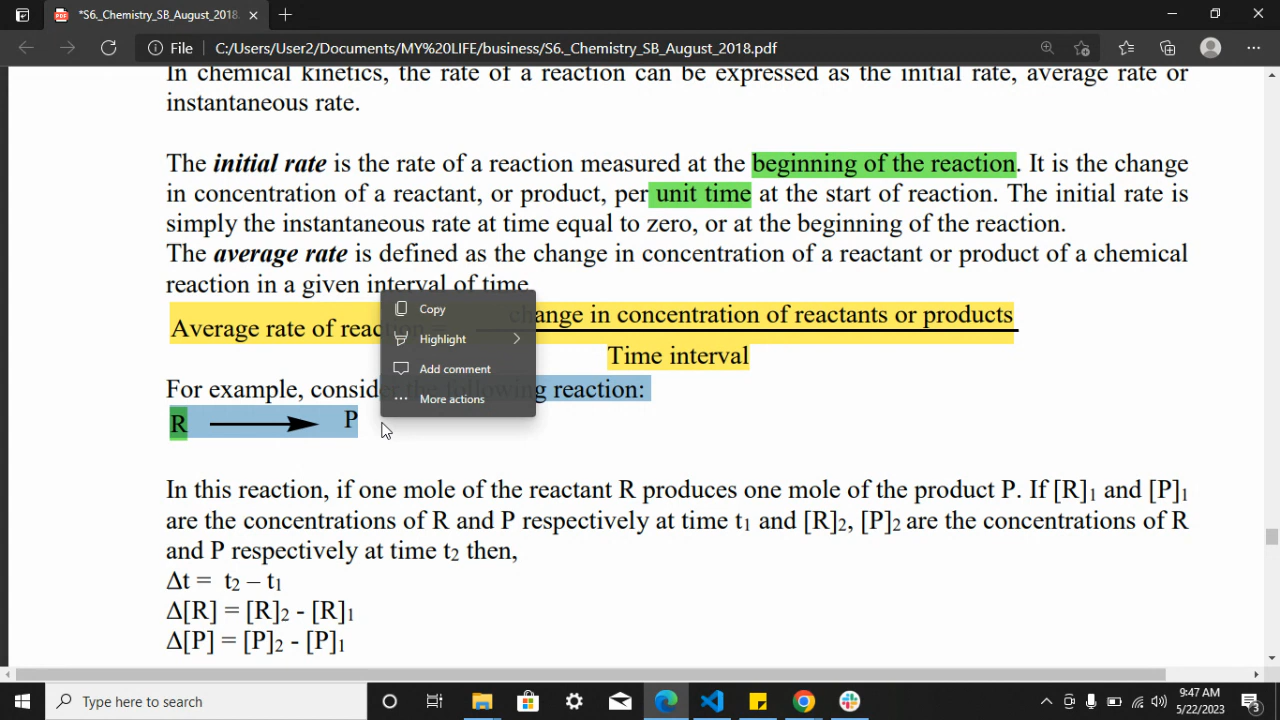 *S6._Chemistry_SB_August_2018.
File C:/Users/User2/Documents/MY%20LIFE/business/S6._Chemistry_SB_August_2018.pdf
In chemical kinetics, the rate of a reaction can be expressed as the initial rate, average rate or
instantaneous rate.
The initial rate is the rate of a reaction measured at the beginning of the reaction. It is the change
in concentration of a reactant, or product, per unit time at the start of reaction. The initial rate is
simply the instantaneous rate at time equal to zero, or at the beginning of the reaction.
The average rate is defined as the change in concentration of a reactant or product of a chemical
reaction in a given interval of time
Average rate of reaction = change in concentration of reactants or products
Time interval
Copy
Highlight
Add comment
More actions
For example, consider the following reaction:
R P
In this reaction, if one mole of the reactant R produces one mole of the product P. If [R]1 and [P]1
are the concentrations of R and P respectively at time t1 and [R]2, [P]2 are the concentrations of R
and P respectively at time t2 then,
Δt = t2 – t1
Δ[R] = [R]2 - [R]1
Δ[P] = [P]2 - [P]1
Type here to search
9:47 AM
5/22/2023
3